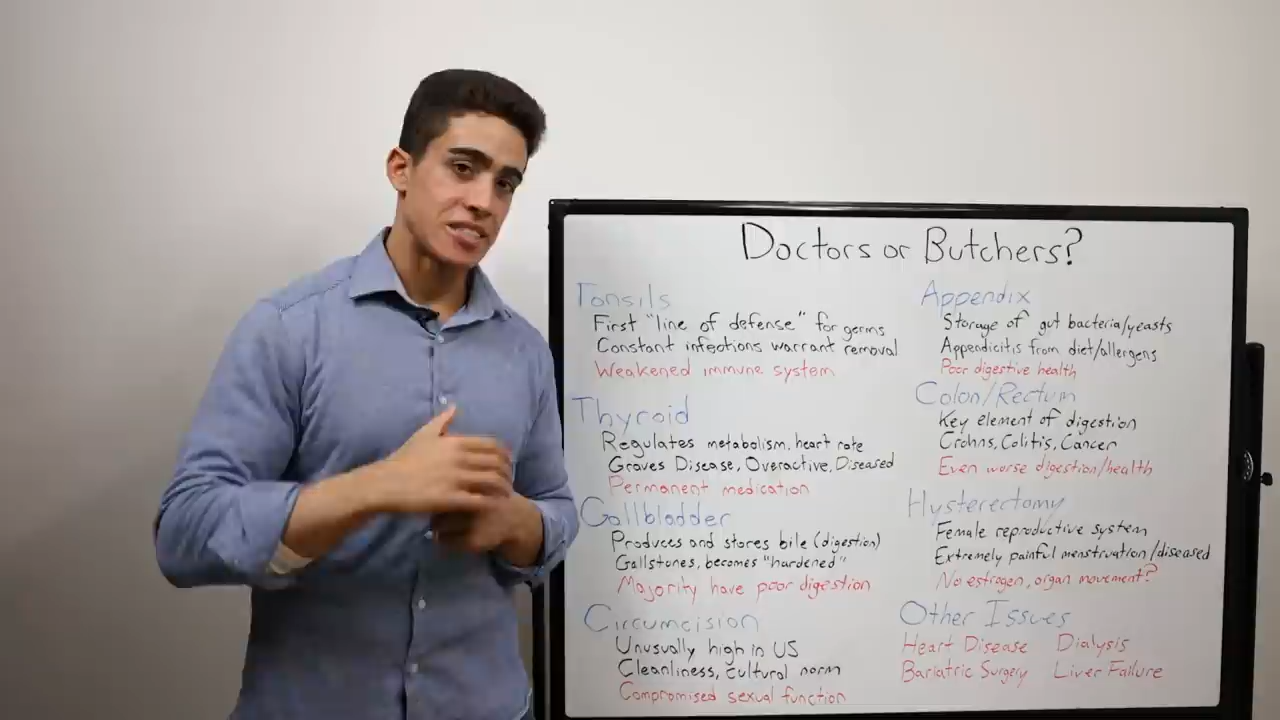 Doctors or Butchers?
Tonsils
First "line of defense" for germs
Constant infections warrant removal
Weakened immune system
Thyroid
Regulates metabolism, heart rate
Graves Disease, Overactive, Diseased
Permanent medication
Gallbladder
Produces and stores bile (digestion)
Gallstones, becomes "hardened"
Majority have poor digestion
Circumcision
Unusually high in US
Cleanliness, cultural norm
Compromised sexual function
Appendix
Storage of gut bacteria/yeasts
Appendicitis from diet/allergens
Poor digestive health
Colon/Rectum
Key element of digestion
Crohns, Colitis, Cancer
Even worse digestion/health
Hysterectomy
Female reproductive system
Extremely painful menstruation/diseased
No estrogen, organ movement?
Other Issues
Heart Disease Dialysis
Bariatric Surgery Liver Failure